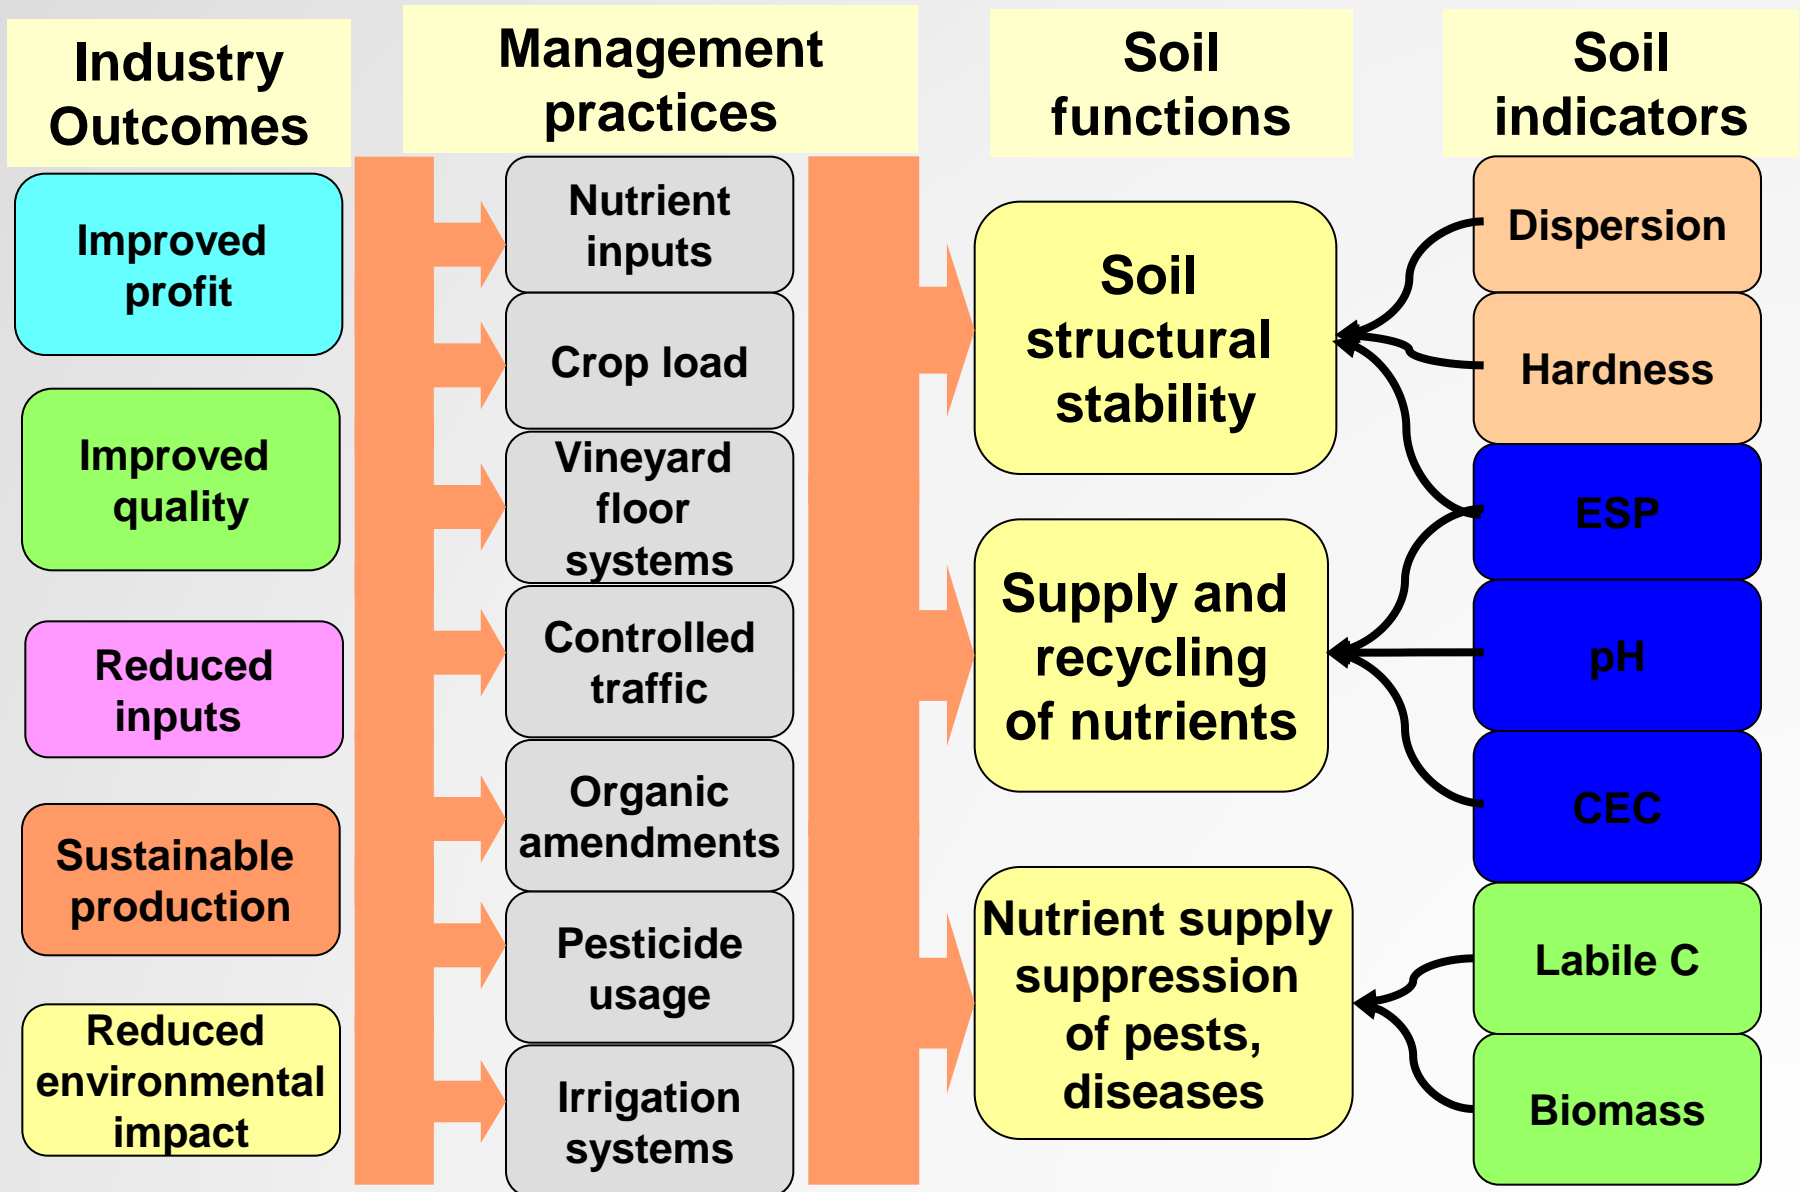 Industry
Outcomes
Improved
profit
Improved
quality
Reduced
inputs
Sustainable
production
Reduced
environmental
impact
Management
practices
Nutrient
inputs
Crop load
Vineyard
floor
systems
Controlled
traffic
Organic
amendments
Pesticide
usage
Irrigation
systems
Soil
functions
Soil
structural
stability
Supply and
recycling
of nutrients
Nutrient supply
suppression
of pests,
diseases
Soil
indicators
Dispersion
Hardness
ESP
pH
CEC
Labile C
Biomass